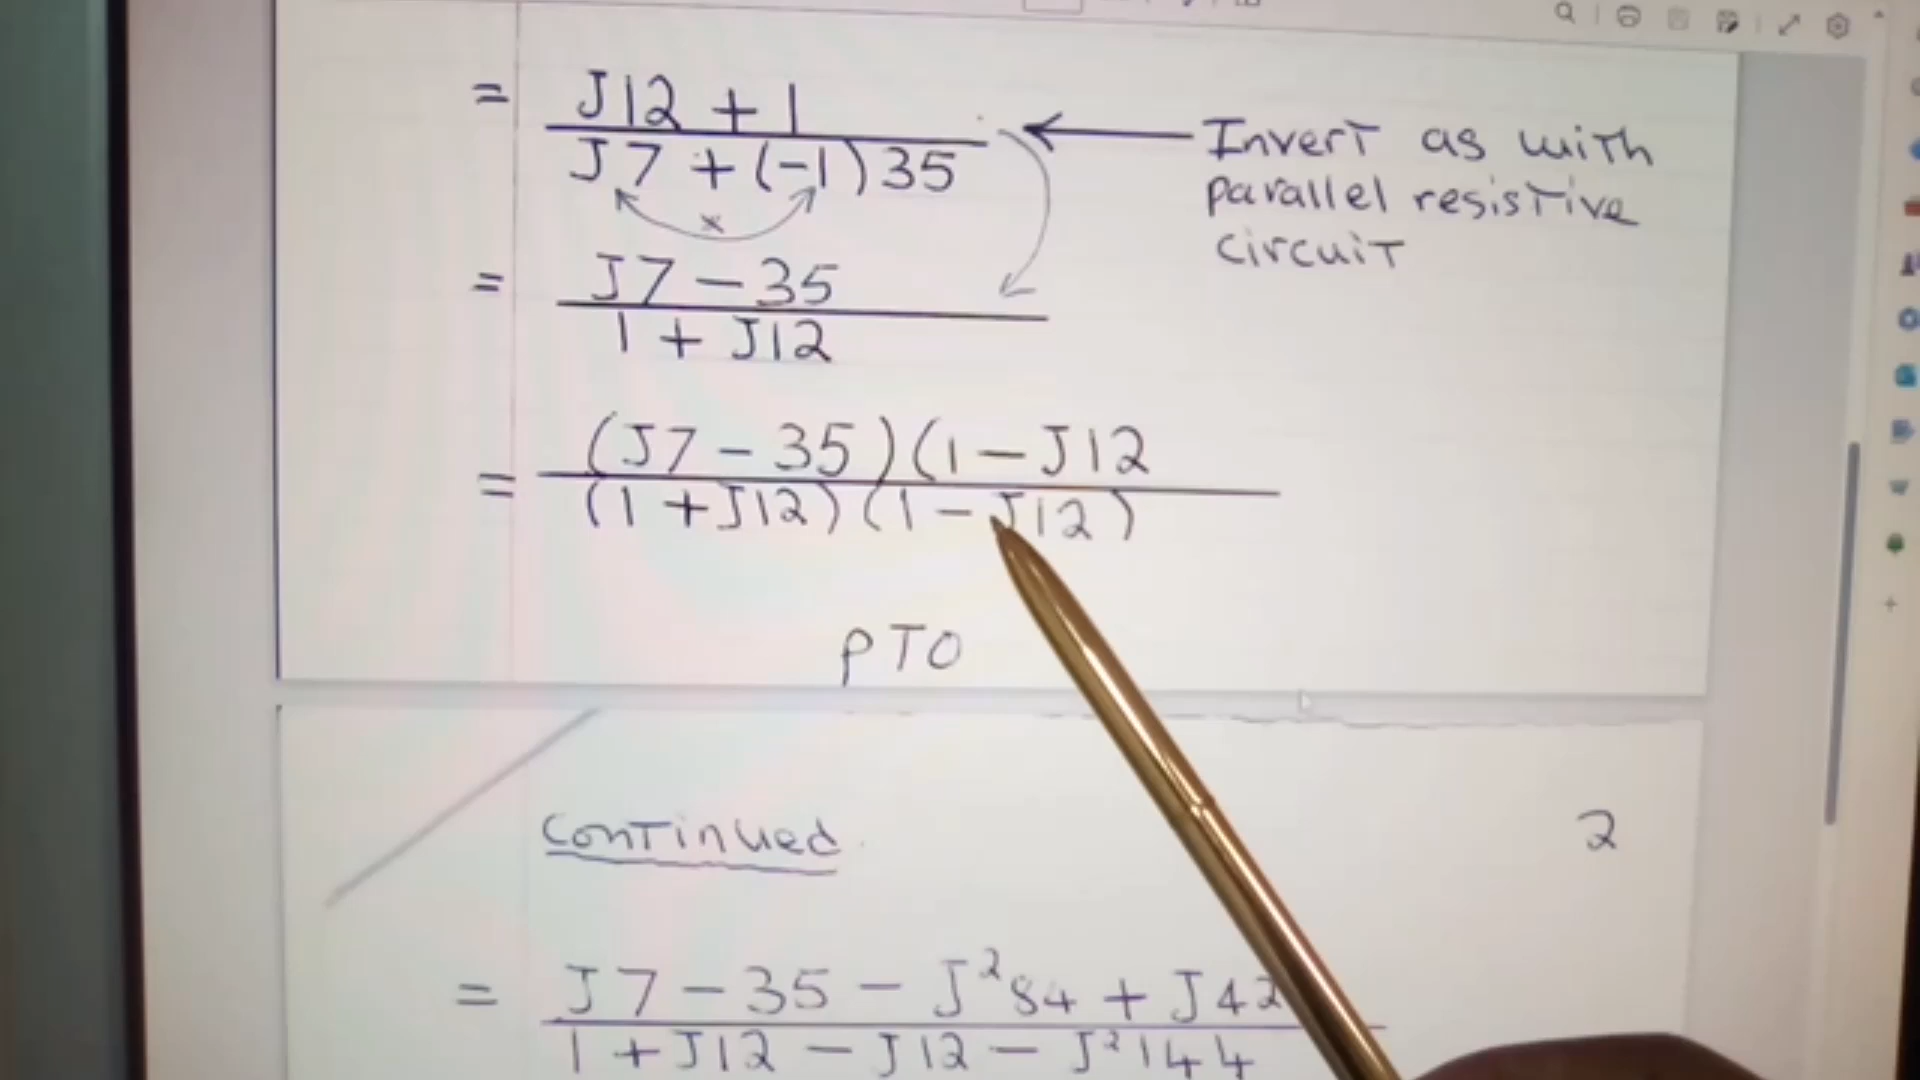 = J12 + 1
J7 + (-1)35
x
Invert as with
parallel resistive
circuit
= J7 - 35
1 + J12
= (J7 - 35)(1 - J12
(1 + J12)(1 - J12)
PTO
Continued
2
= J7 - 35 - J²84 + J42
1 + J12 - J12 - J²144